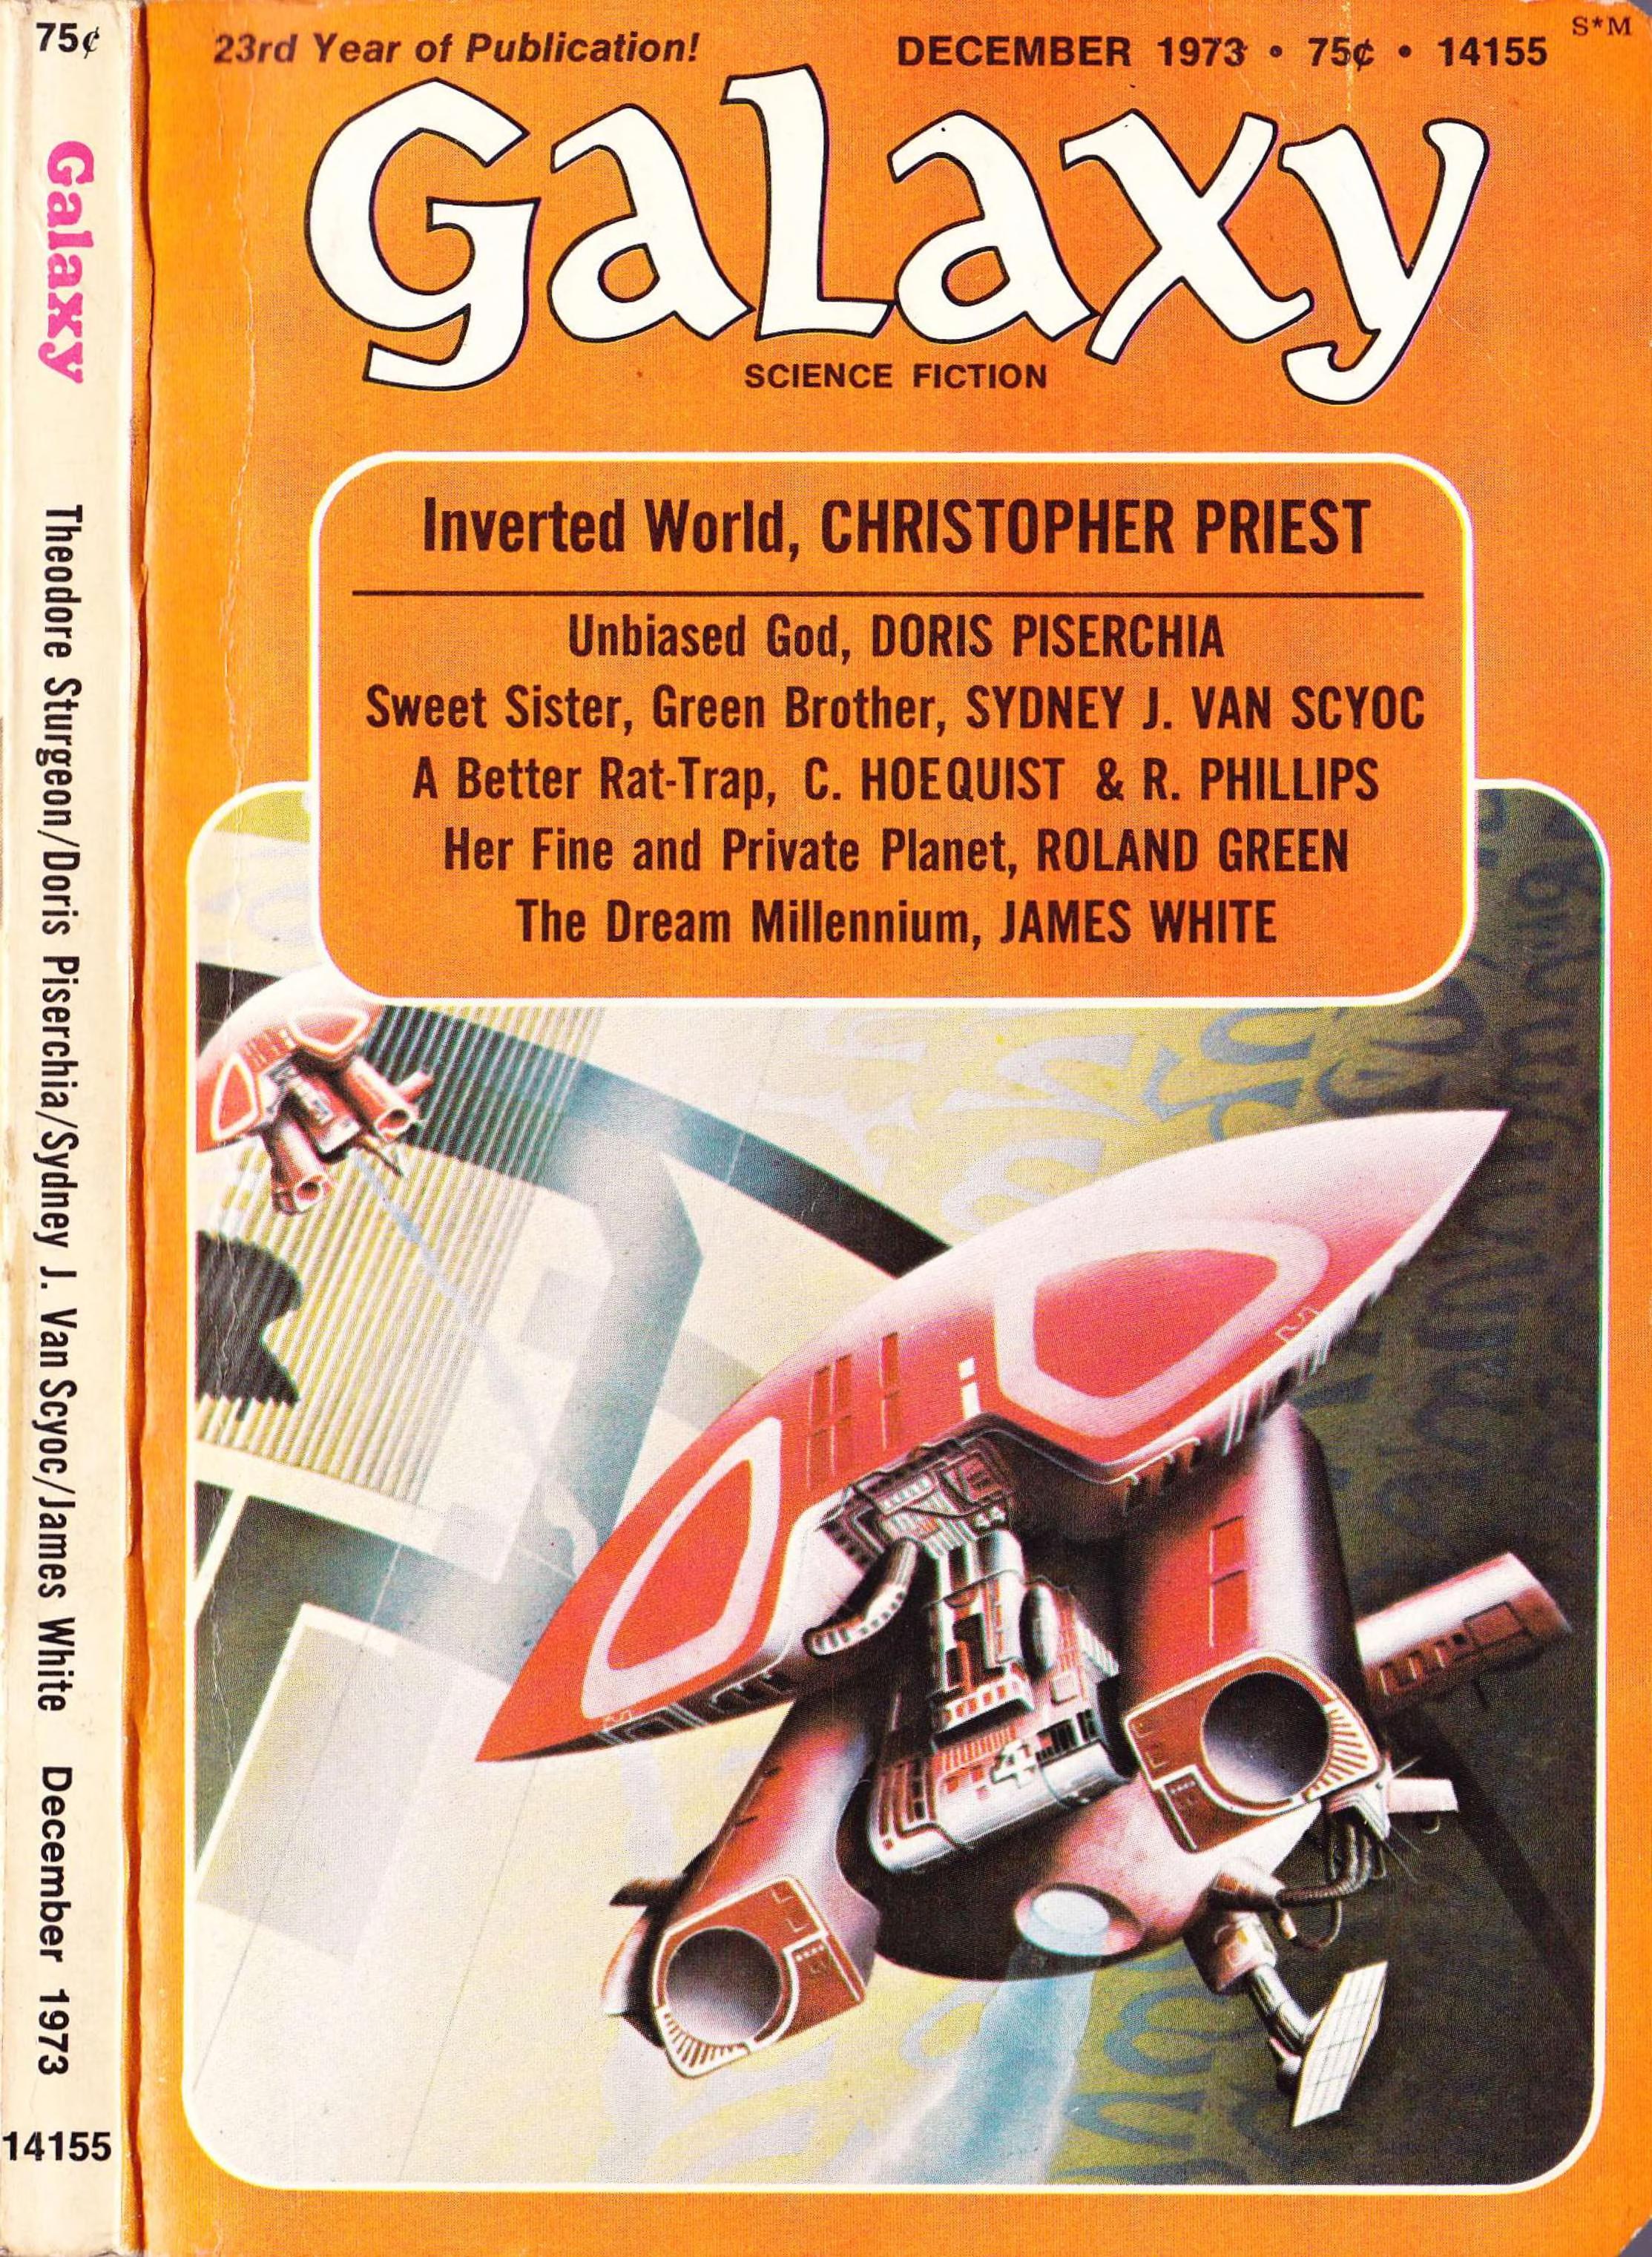 75¢
Galaxy
Theodore Sturgeon/Doris Piserchia/Sydney J. Van Scyoc/James White
December 1973
14155
S*M
23rd Year of Publication!
DECEMBER 1973 • 75¢ • 14155
Galaxy
SCIENCE FICTION
Inverted World, CHRISTOPHER PRIEST
Unbiased God, DORIS PISERCHIA
Sweet Sister, Green Brother, SYDNEY J. VAN SCYOC
A Better Rat-Trap, C. HOEQUIST & R. PHILLIPS
Her Fine and Private Planet, ROLAND GREEN
The Dream Millennium, JAMES WHITE